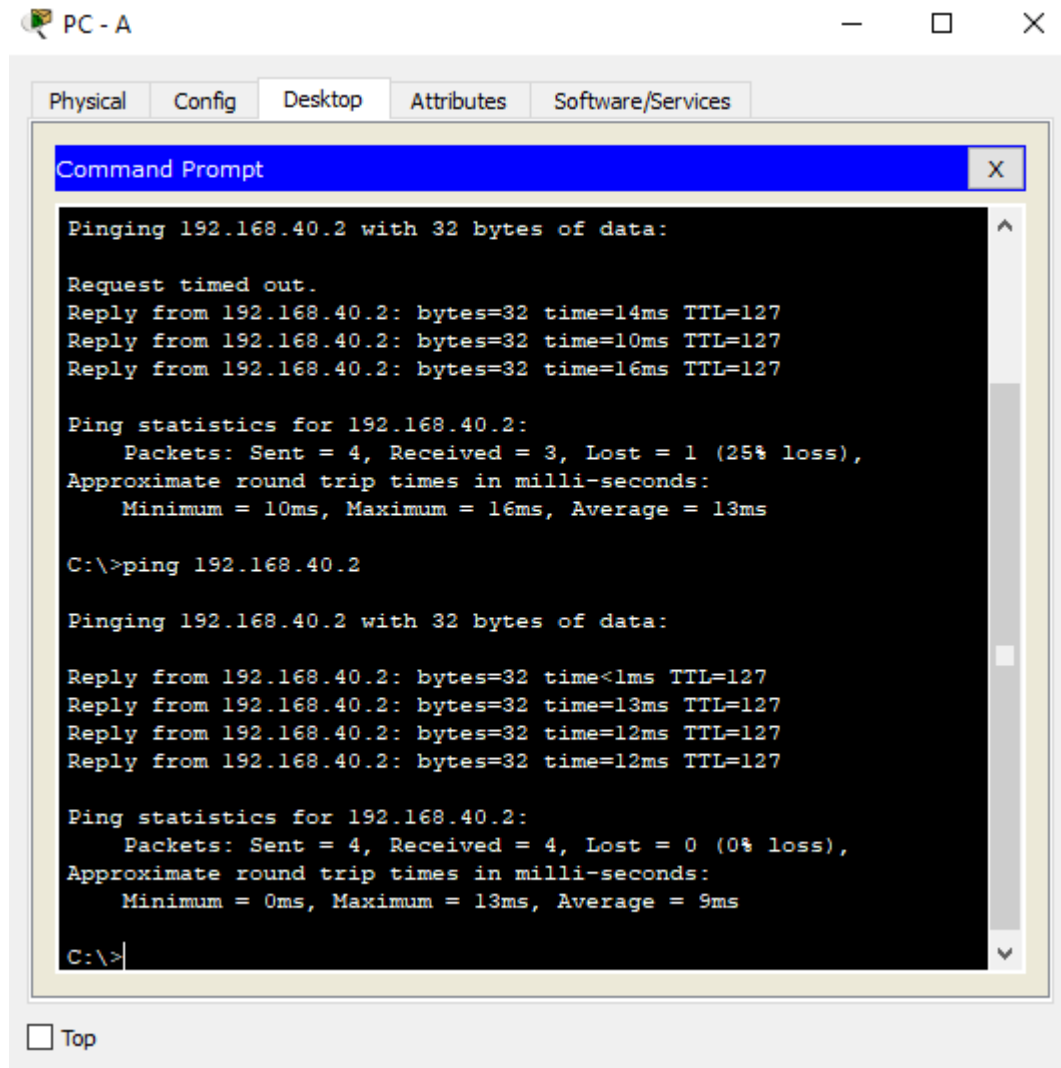 PC - A
Physical Config Desktop Attributes Software/Services
Command Prompt X
Pinging 192.168.40.2 with 32 bytes of data:
Request timed out.
Reply from 192.168.40.2: bytes=32 time=14ms TTL=127
Reply from 192.168.40.2: bytes=32 time=10ms TTL=127
Reply from 192.168.40.2: bytes=32 time=16ms TTL=127
Ping statistics for 192.168.40.2:
Packets: Sent = 4, Received = 3, Lost = 1 (25% loss),
Approximate round trip times in milli-seconds:
Minimum = 10ms, Maximum = 16ms, Average = 13ms
C:\>ping 192.168.40.2
Pinging 192.168.40.2 with 32 bytes of data:
Reply from 192.168.40.2: bytes=32 time<1ms TTL=127
Reply from 192.168.40.2: bytes=32 time=13ms TTL=127
Reply from 192.168.40.2: bytes=32 time=12ms TTL=127
Reply from 192.168.40.2: bytes=32 time=12ms TTL=127
Ping statistics for 192.168.40.2:
Packets: Sent = 4, Received = 4, Lost = 0 (0% loss),
Approximate round trip times in milli-seconds:
Minimum = 0ms, Maximum = 13ms, Average = 9ms
C:\>
Top